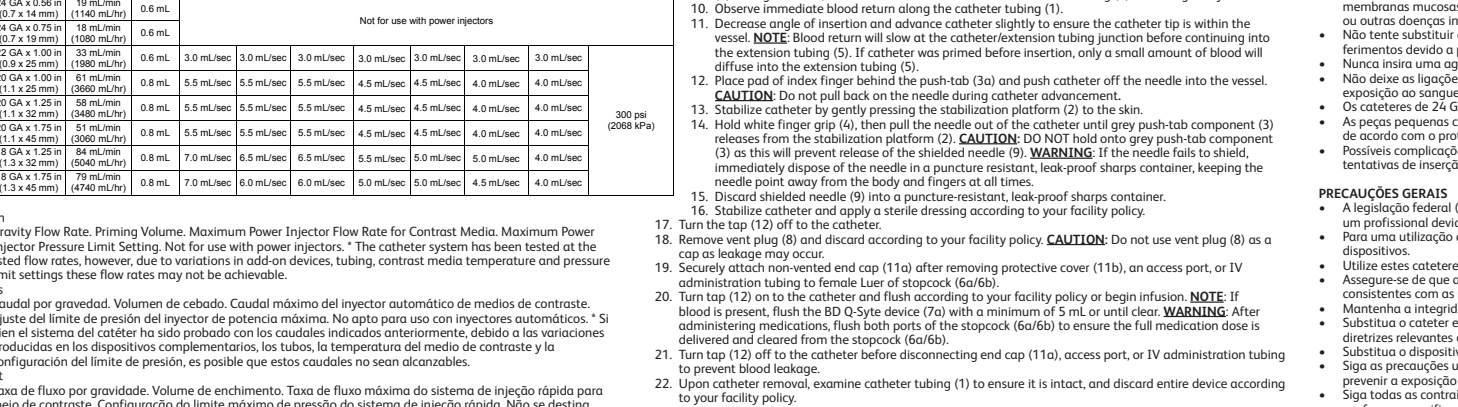 24 GA x 0.56 in 19 mL/min 0.6 mL Not for use with power injectors
(0.7 x 14 mm) (1140 mL/hr)
24 GA x 0.75 in 18 mL/min 0.6 mL
(0.7 x 19 mm) (1080 mL/hr)
22 GA x 1.00 in 33 mL/min 0.6 mL 3.0 mL/sec 3.0 mL/sec 3.0 mL/sec 3.0 mL/sec 3.0 mL/sec 3.0 mL/sec 3.0 mL/sec 300 psi
(0.9 x 25 mm) (1980 mL/hr) (2068 kPa)
20 GA x 1.00 in 61 mL/min 0.8 mL 5.5 mL/sec 5.5 mL/sec 5.5 mL/sec 4.5 mL/sec 4.5 mL/sec 4.5 mL/sec 4.0 mL/sec
(1.1 x 25 mm) (3660 mL/hr)
20 GA x 1.25 in 58 mL/min 0.8 mL 5.5 mL/sec 5.5 mL/sec 5.5 mL/sec 4.5 mL/sec 4.5 mL/sec 4.5 mL/sec 4.0 mL/sec
(1.1 x 32 mm) (3480 mL/hr)
20 GA x 1.75 in 51 mL/min 0.8 mL 5.5 mL/sec 5.5 mL/sec 5.5 mL/sec 4.5 mL/sec 4.5 mL/sec 4.5 mL/sec 4.0 mL/sec
(1.1 x 45 mm) (3060 mL/hr)
8 GA x 1.25 in 84 mL/min 0.8 mL 7.0 mL/sec 6.5 mL/sec 6.5 mL/sec 5.5 mL/sec 5.0 mL/sec 5.0 mL/sec 4.0 mL/sec
(1.3 x 32 mm) (5040 mL/hr)
8 GA x 1.75 in 79 mL/min 0.8 mL 7.0 mL/sec 6.0 mL/sec 6.0 mL/sec 5.0 mL/sec 5.0 mL/sec 4.5 mL/sec 4.0 mL/sec
(1.3 x 45 mm) (4740 mL/hr)
ravity Flow Rate. Priming Volume. Maximum Power Injector Flow Rate for Contrast Media. Maximum Power
njector Pressure Limit Setting. Not for use with power injectors. * The catheter system has been tested at the
sted flow rates, however, due to variations in add-on devices, tubing, contrast media temperature and pressure
mit settings these flow rates may not be achievable.
s
audal por gravedad. Volumen de cebado. Caudal máximo del inyector automático de medios de contraste.
juste del límite de presión del inyector de potencia máxima. No apto para uso con inyectores automáticos. * Si
ien el sistema del catéter ha sido probado con los caudales indicados anteriormente, debido a las variaciones
roducidas en los dispositivos complementarios, los tubos, la temperatura del medio de contraste y la
onfiguración del límite de presión, es posible que estos caudales no sean alcanzables.
t
axa de fluxo por gravidade. Volume de enchimento. Taxa de fluxo máxima do sistema de injeção rápida para
meio de contraste. Configuração do limite máximo de pressão do sistema de injeção rápida. Não se destina
10. Observe immediate blood return along the catheter tubing (1).
11. Decrease angle of insertion and advance catheter slightly to ensure the catheter tip is within the
vessel. NOTE: Blood return will slow at the catheter/extension tubing junction before continuing into
the extension tubing (5). If catheter was primed before insertion, only a small amount of blood will
diffuse into the extension tubing (5).
12. Place pad of index finger behind the push-tab (3a) and push catheter off the needle into the vessel.
CAUTION: Do not pull back on the needle during catheter advancement.
13. Stabilize catheter by gently pressing the stabilization platform (2) to the skin.
14. Hold white finger grip (4), then pull the needle out of the catheter until grey push-tab component (3)
releases from the stabilization platform (2). CAUTION: DO NOT hold onto grey push-tab component
(3) as this will prevent release of the shielded needle (9). WARNING: If the needle fails to shield,
immediately dispose of the needle in a puncture resistant, leak-proof sharps container, keeping the
needle point away from the body and fingers at all times.
15. Discard shielded needle (9) into a puncture-resistant, leak-proof sharps container.
16. Stabilize catheter and apply a sterile dressing according to your facility policy.
17. Turn the tap (12) off to the catheter.
18. Remove vent plug (8) and discard according to your facility policy. CAUTION: Do not use vent plug (8) as a
cap as leakage may occur.
19. Securely attach non-vented end cap (11a) after removing protective cover (11b), an access port, or IV
administration tubing to female Luer of stopcock (6a/6b).
20. Turn tap (12) on to the catheter and flush according to your facility policy or begin infusion. NOTE: If
blood is present, flush the BD Q-Syte device (7a) with a minimum of 5 mL or until clear. WARNING: After
administering medications, flush both ports of the stopcock (6a/6b) to ensure the full medication dose is
delivered and cleared from the stopcock (6a/6b).
21. Turn tap (12) off to the catheter before disconnecting end cap (11a), access port, or IV administration tubing
to prevent blood leakage.
22. Upon catheter removal, examine catheter tubing (1) to ensure it is intact, and discard entire device according
to your facility policy.
membranas mucosas
ou outras doenças in
• Não tente substituir
ferimentos devido a p
• Nunca insira uma ag
• Não deixe as ligaçõe
exposição ao sangue
• Os cateteres de 24 G
• As peças pequenas c
de acordo com o prot
• Possíveis complicaçõ
tentativas de inserçã
PRECAUÇÕES GERAIS
• A legislação federal (
um profissional devid
• Para uma utilização
dispositivos.
• Utilize estes catetere
• Assegure-se de que o
consistentes com as
• Mantenha a integrid
• Substitua o cateter e
diretrizes relevantes
• Substitua o dispositiv
• Siga as precauções u
prevenir a exposição
• Siga todas as contrai